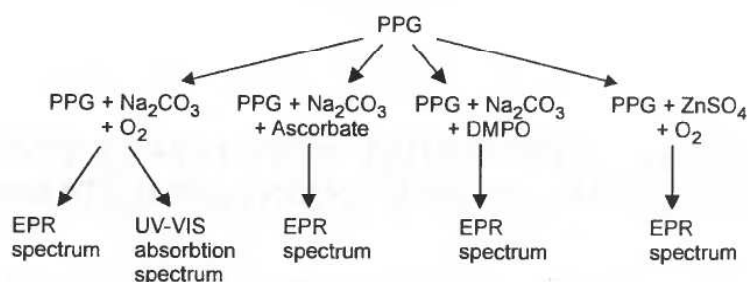 PPG
PPG + Na₂CO₃
+ O₂
PPG + Na₂CO₃
+ Ascorbate
PPG + Na₂CO₃
+ DMPO
PPG + ZnSO₄
+ O₂
EPR
spectrum
UV-VIS
absorbtion
spectrum
EPR
spectrum
EPR
spectrum
EPR
spectrum